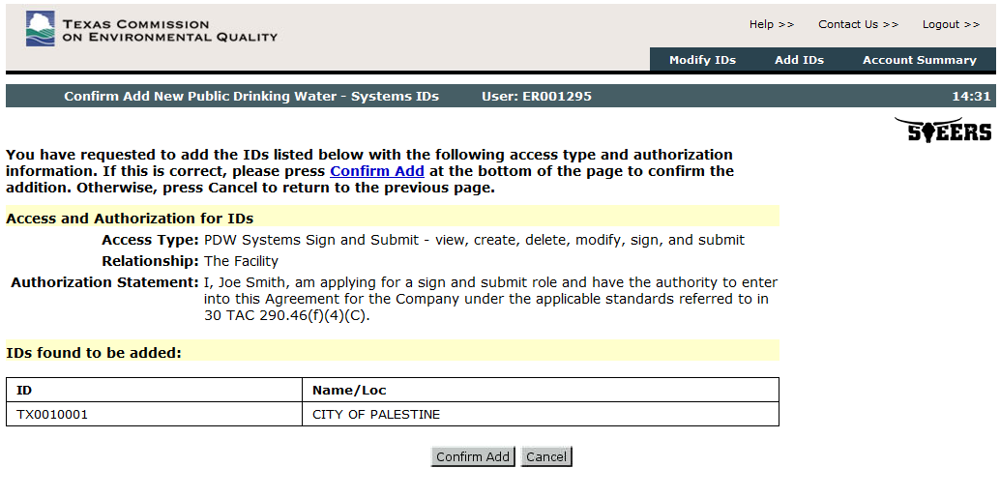 TEXAS COMMISSION
ON ENVIRONMENTAL QUALITY
Help >> Contact Us >> Logout >>
Modify IDs Add IDs Account Summary
Confirm Add New Public Drinking Water - Systems IDs User: ER001295 14:31
STEERS
You have requested to add the IDs listed below with the following access type and authorization
information. If this is correct, please press Confirm Add at the bottom of the page to confirm the
addition. Otherwise, press Cancel to return to the previous page.
Access and Authorization for IDs
Access Type: PDW Systems Sign and Submit - view, create, delete, modify, sign, and submit
Relationship: The Facility
Authorization Statement: I, Joe Smith, am applying for a sign and submit role and have the authority to enter
into this Agreement for the Company under the applicable standards referred to in
30 TAC 290.46(f)(4)(C).
IDs found to be added:
ID Name/Loc
TX0010001 CITY OF PALESTINE
Confirm Add Cancel